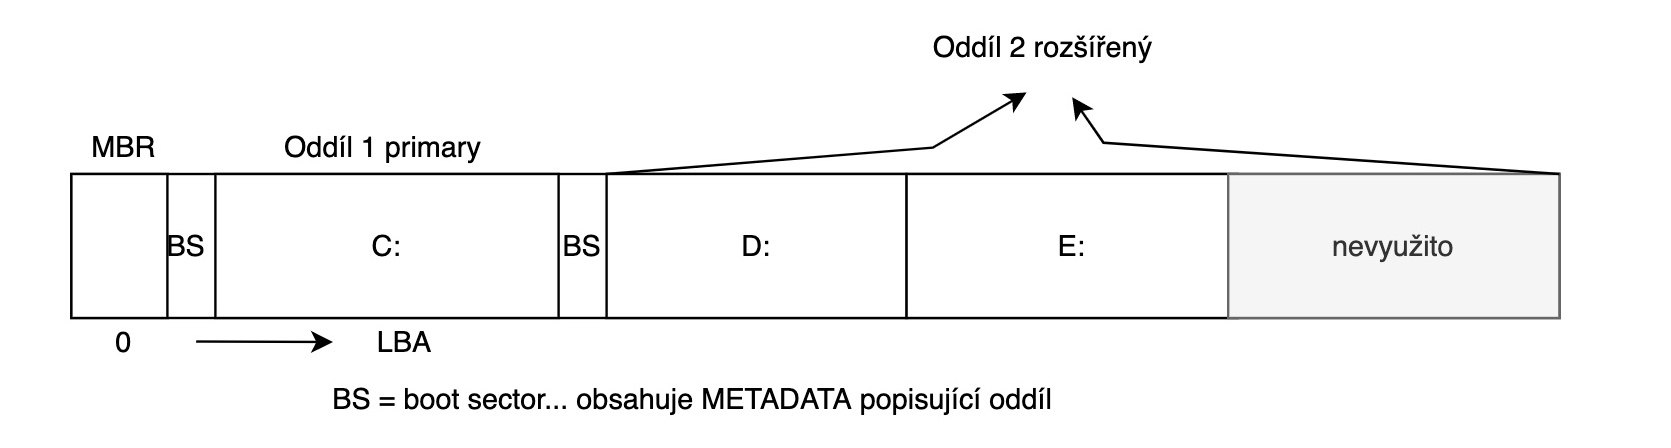 Oddíl 2 rozšířený
MBR
Oddíl 1 primary
BS
C:
BS
D:
E:
nevyužito
0
LBA
BS = boot sector... obsahuje METADATA popisující oddíl